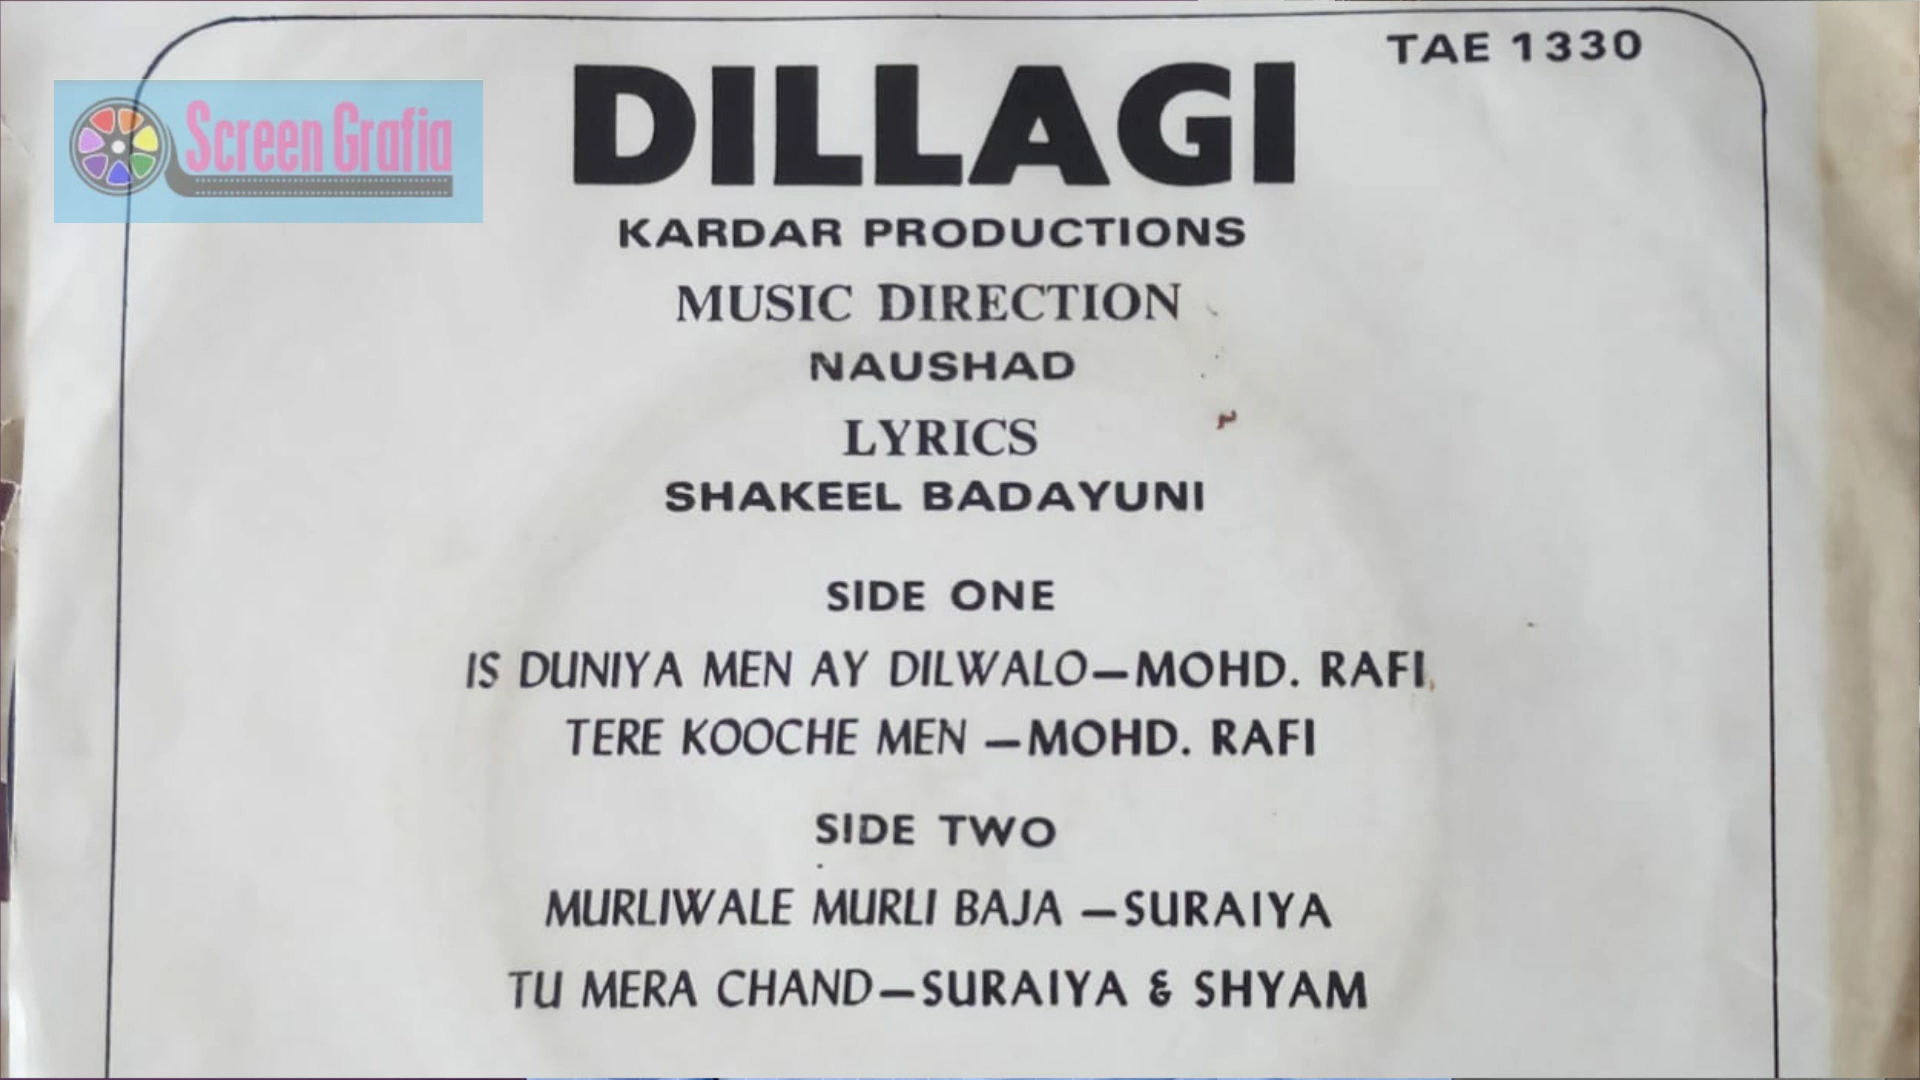 TAE 1330
Screen Grafia
DILLAGI
KARDAR PRODUCTIONS
MUSIC DIRECTION
NAUSHAD
LYRICS
SHAKEEL BADAYUNI
SIDE ONE
IS DUNIYA MEN AY DILWALO—MOHD. RAFI
TERE KOOCHE MEN —MOHD. RAFI
SIDE TWO
MURLIWALE MURLI BAJA —SURAIYA
TU MERA CHAND—SURAIYA & SHYAM